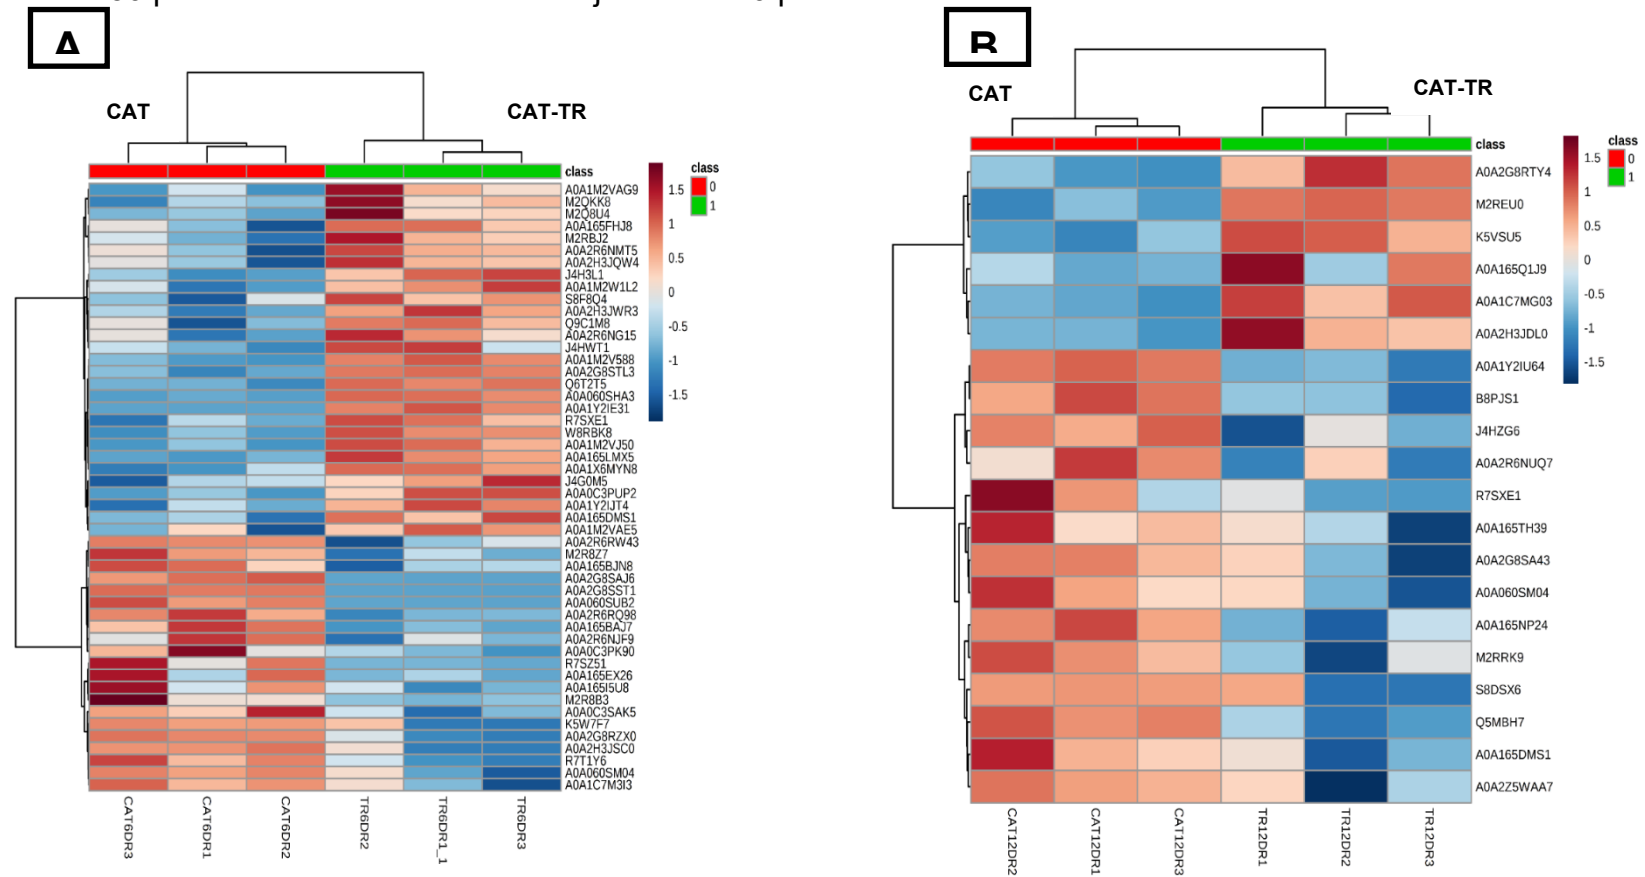 A
CAT
CAT-TR
class
class
0
1
1.5
1
0.5
0
-0.5
-1
-1.5
A0A1M2VAG9
M2QKK8
M2Q8U4
A0A165FHJ8
M2RBJ2
A0A2R6NMT5
A0A2H3JQW4
J4H3L1
A0A1M2W1L2
S8F8Q4
A0A2H3JWR3
Q9C1M8
A0A2R6NG15
J4HWT1
A0A1M2V588
A0A2G8STL3
Q6T2T5
A0A060SHA3
A0A1Y2IE31
R7SXE1
W8RBK8
A0A1M2VJ50
A0A165LMX5
A0A1X6MYN8
J4G0M5
A0A0C3PUP2
A0A1Y2IJT4
A0A165DMS1
A0A1M2VAE5
A0A2R6RW43
M2R8Z7
A0A165BJN8
A0A2G8SAJ6
A0A2G8SST1
A0A060SUB2
A0A2R6RQ98
A0A165BAJ7
A0A2R6NJF9
A0A0C3PK90
R7SZ51
A0A165EX26
A0A165I5U8
M2R8B3
A0A0C3SAK5
K5W7F7
A0A2G8RZX0
A0A2H3JSC0
R7T1Y6
A0A060SM04
A0A1C7M3I3
CAT6DR3
CAT6DR1
CAT6DR2
TR6DR2
TR6DR1_1
TR6DR3
B
CAT
CAT-TR
class
class
0
1
1.5
1
0.5
0
-0.5
-1
-1.5
A0A2G8RTY4
M2REU0
K5VSU5
A0A165Q1J9
A0A1C7MG03
A0A2H3JDL0
A0A1Y2IU64
B8PJS1
J4HZG6
A0A2R6NUQ7
R7SXE1
A0A165TH39
A0A2G8SA43
A0A060SM04
A0A165NP24
M2RRK9
S8DSX6
Q5MBH7
A0A165DMS1
A0A2Z5WAA7
CAT12DR2
CAT12DR1
CAT12DR3
TR12DR1
TR12DR2
TR12DR3